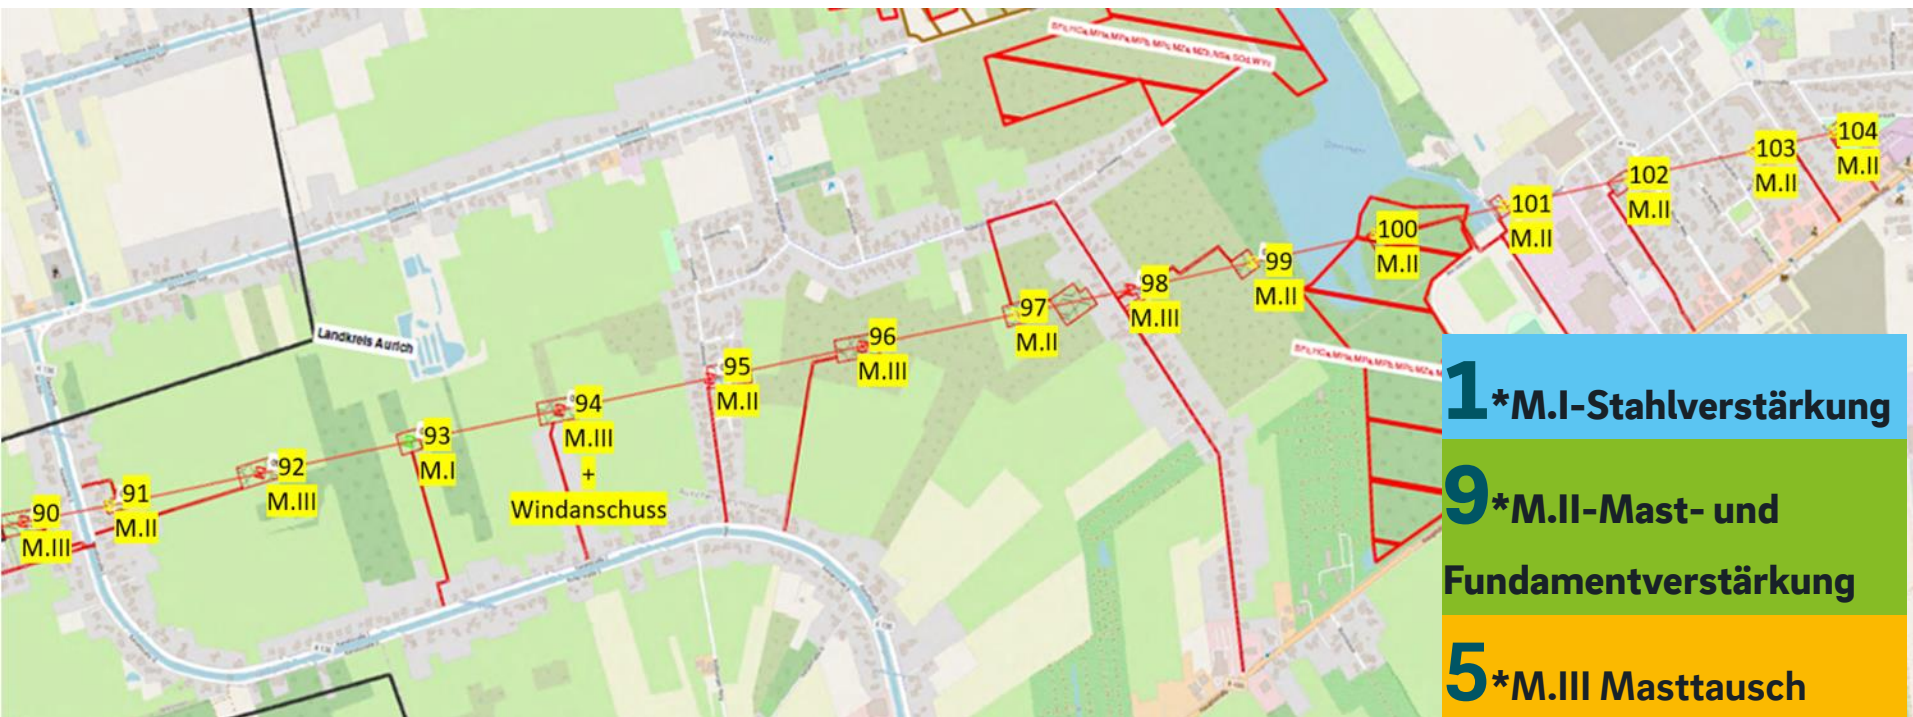 Landkreis Aurich
90
M.III
91
M.II
92
M.III
93
M.I
94
M.III
+
Windanschuss
95
M.II
96
M.III
97
M.II
98
M.III
99
M.II
100
M.II
101
M.II
102
M.II
103
M.II
104
M.II
1*M.I-Stahlverstärkung
9*M.II-Mast- und
Fundamentverstärkung
5*M.III Masttausch